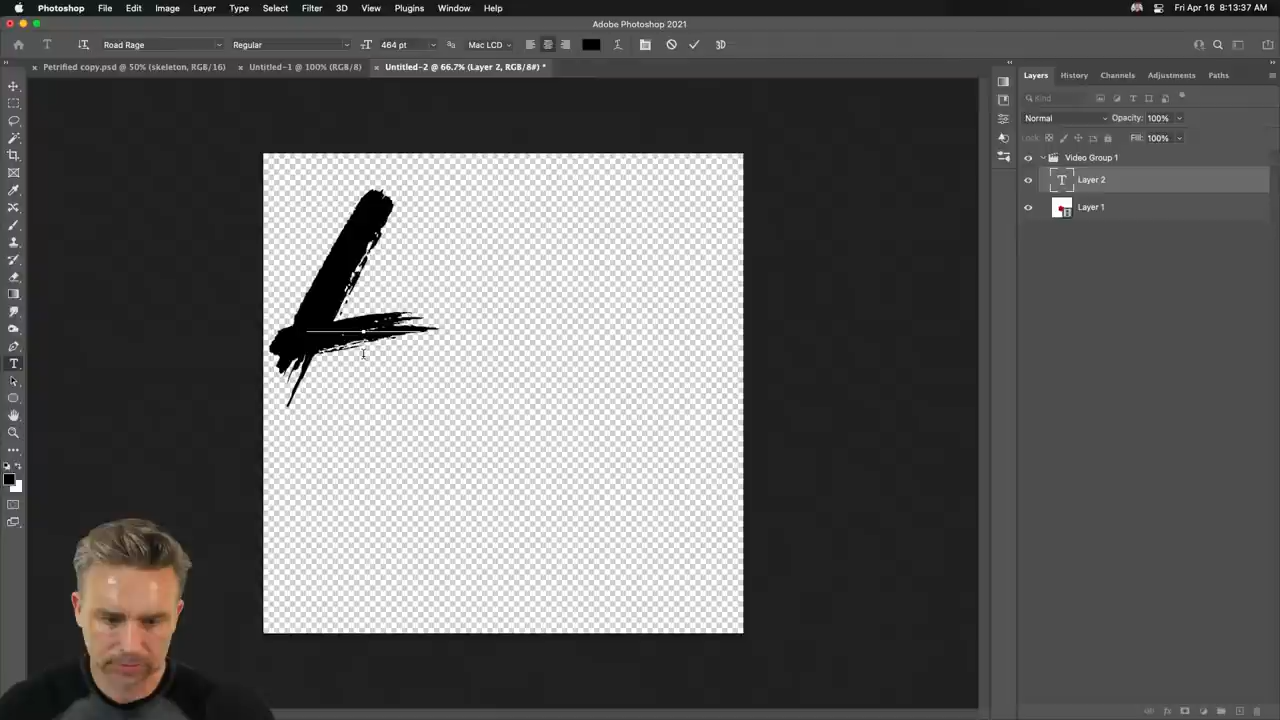 Photoshop File Edit Image Layer Type Select Filter 3D View Plugins Window Help Fri Apr 16 8:13:37 AM
Adobe Photoshop 2021
T Road Rage Regular 464 pt Mac LCD 3D
Petrified copy.psd @ 50% (skeleton, RGB/16) Untitled-1 @ 100% (RGB/8) Untitled-2 @ 66.7% (Layer 2, RGB/8#) *
Layers History Channels Adjustments Paths
Kind
Normal Opacity: 100%
Lock: Fill: 100%
Video Group 1
T Layer 2
Layer 1
L